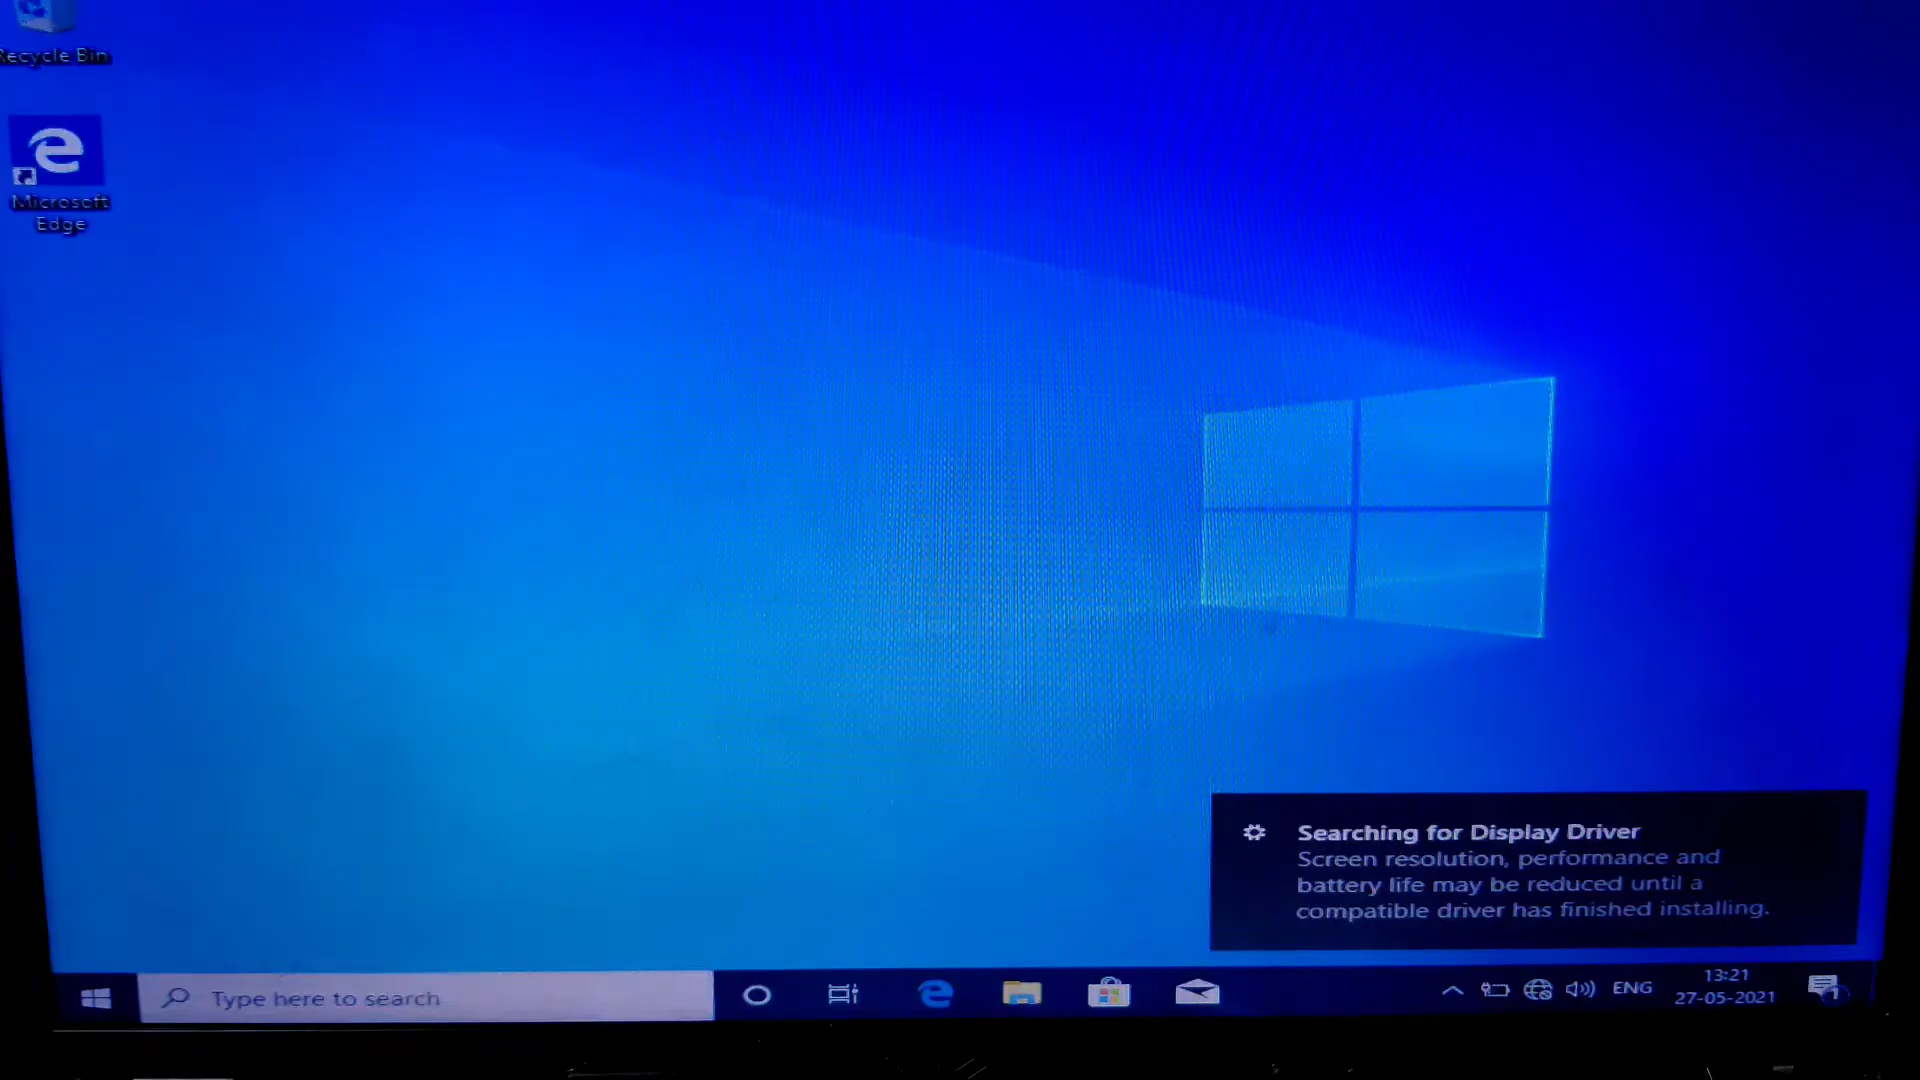 Recycle Bin
Microsoft
Edge
Searching for Display Driver
Screen resolution, performance and
battery life may be reduced until a
compatible driver has finished installing.
Type here to search
ENG
13:21
27-05-2021
1